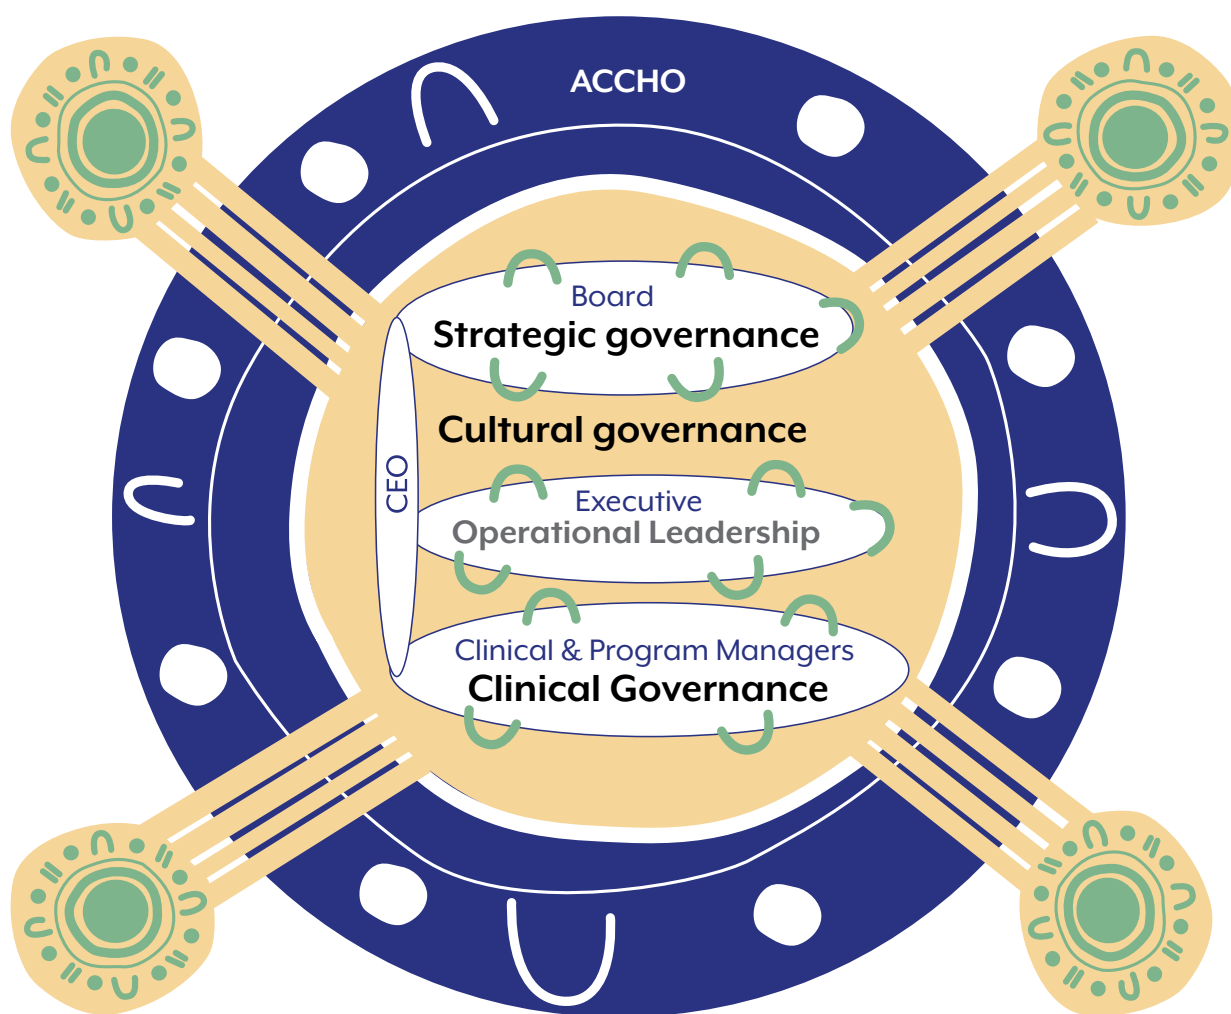 ACCHO
Board
Strategic governance
Cultural governance
CEO
Executive
Operational Leadership
Clinical & Program Managers
Clinical Governance